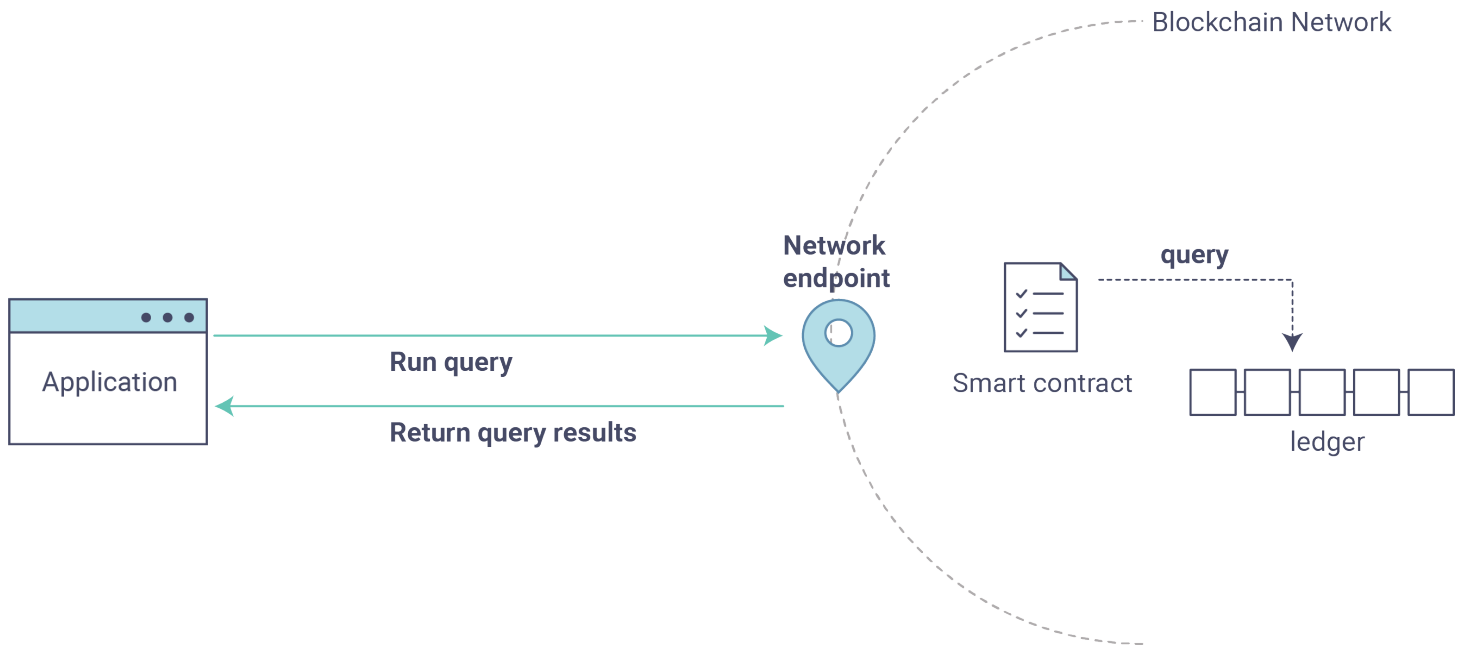 Blockchain Network
Network
endpoint
query
Run query
Application
Smart contract
Return query results
ledger